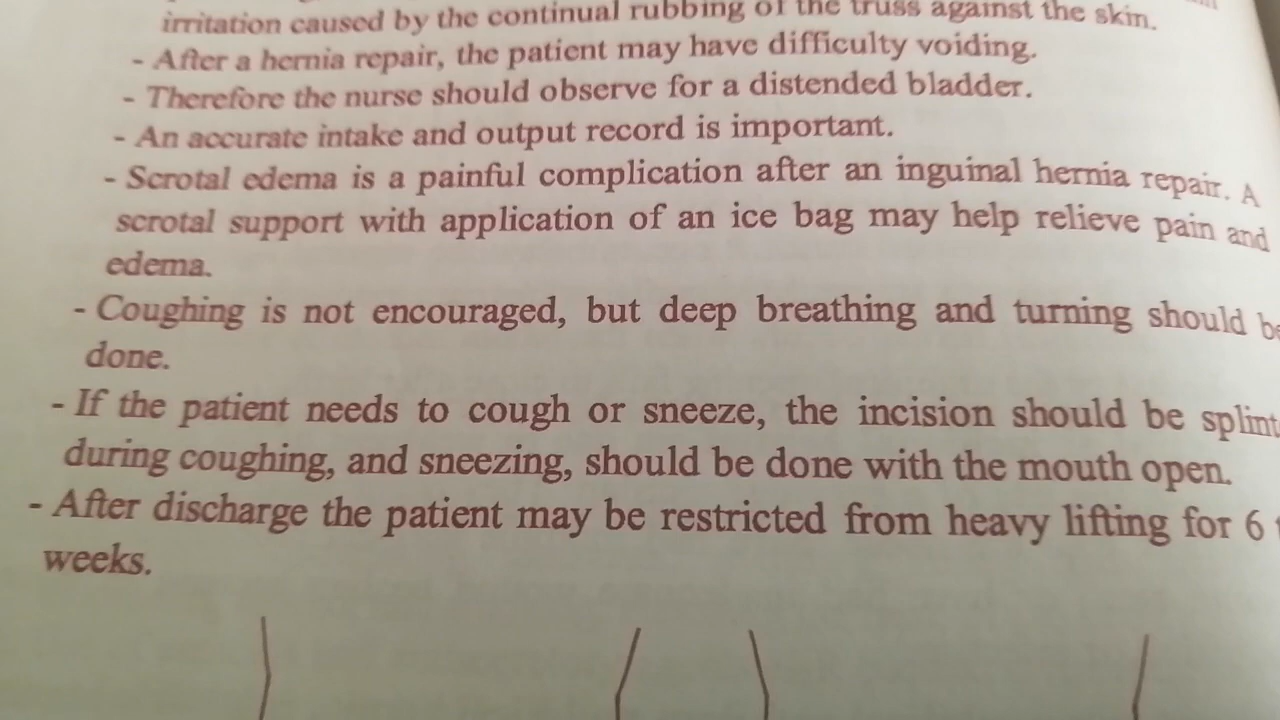 irritation caused by the continual rubbing of the truss against the skin.
- After a hernia repair, the patient may have difficulty voiding.
- Therefore the nurse should observe for a distended bladder.
- An accurate intake and output record is important.
- Scrotal edema is a painful complication after an inguinal hernia repair. A
scrotal support with application of an ice bag may help relieve pain and
edema.
- Coughing is not encouraged, but deep breathing and turning should
done.
- If the patient needs to cough or sneeze, the incision should be
during coughing, and sneezing, should be done with the mouth open.
- After discharge the patient may be restricted from heavy lifting for 6
weeks.